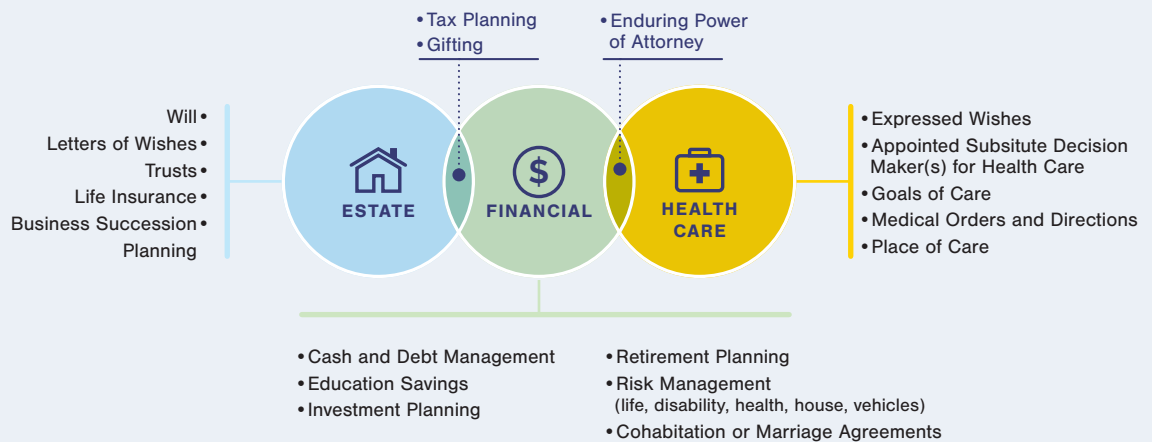 • Tax Planning
• Gifting
• Enduring Power
of Attorney
Will •
Letters of Wishes •
Trusts •
Life Insurance •
Business Succession •
Planning
ESTATE
$
FINANCIAL
HEALTH
CARE
• Expressed Wishes
• Appointed Subsitute Decision
Maker(s) for Health Care
• Goals of Care
• Medical Orders and Directions
• Place of Care
• Cash and Debt Management
• Education Savings
• Investment Planning
• Retirement Planning
• Risk Management
(life, disability, health, house, vehicles)
• Cohabitation or Marriage Agreements